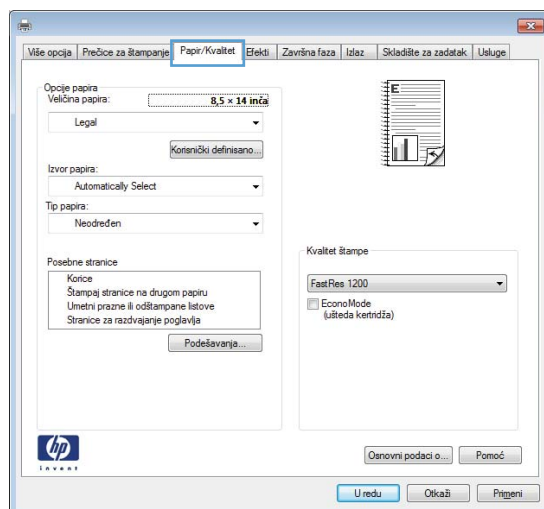 Više opcija Prečice za štampanje Papir/Kvalitet Efekti Završna faza Izlaz Skladište za zadatak Usluge
Opcije papira
Veličina papira: 8,5 × 14 inča
Legal
Korisnički definisano...
Izvor papira:
Automatically Select
Tip papira:
Neodređen
Posebne stranice
Korice
Štampaj stranice na drugom papiru
Umetni prazne ili odštampane listove
Stranice za razdvajanje poglavlja
Podešavanja...
E
Kvalitet štampe
FastRes 1200
EconoMode
(ušteda kertridža)
hp
invent
Osnovni podaci o... Pomoć
U redu Otkaži Primeni